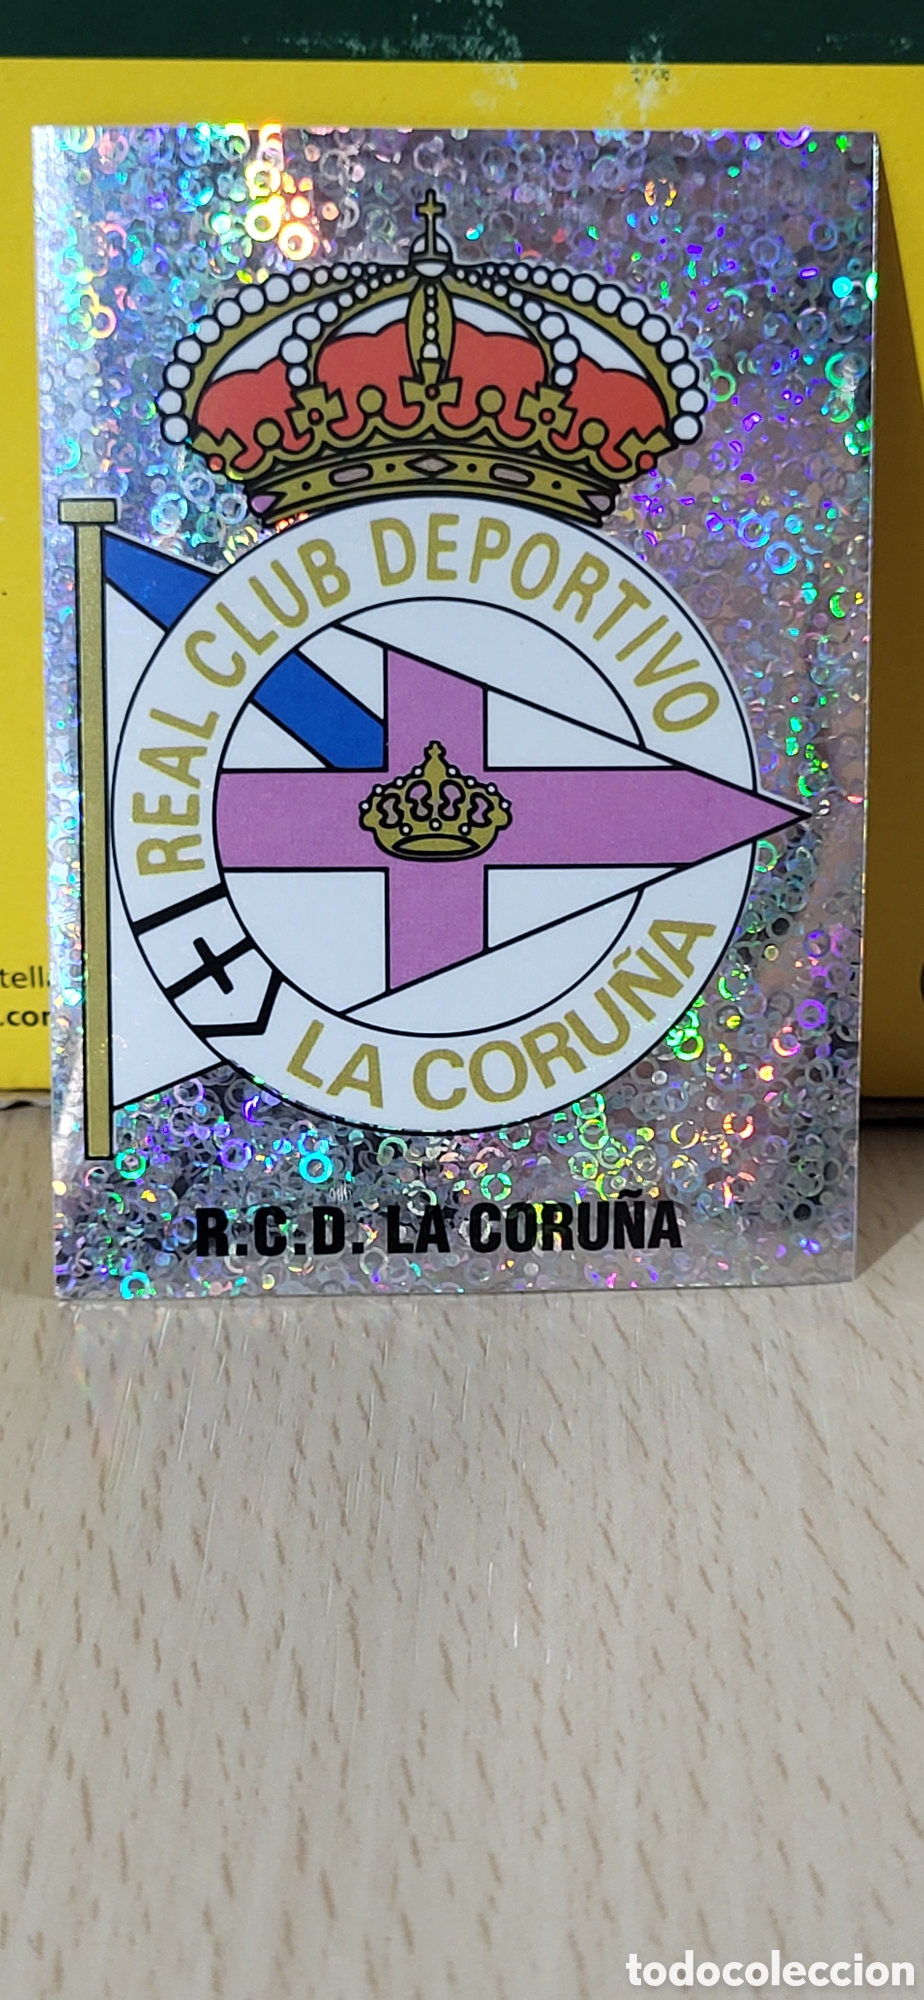 REAL CLUB DEPORTIVO
LA CORUÑA
R.C.D. LA CORUÑA
todocoleccion